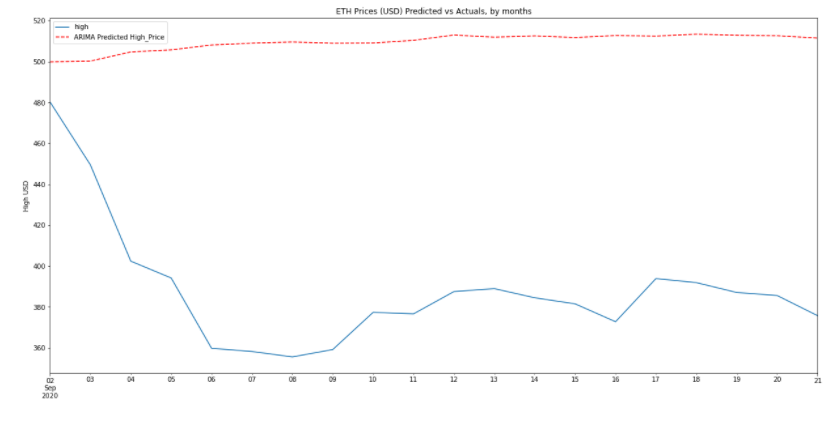 ETH Prices (USD) Predicted vs Actuals, by months
high
ARIMA Predicted High_Price
High USD
520
500
480
460
440
420
400
380
360
02 03 04 05 06 07 08 09 10 11 12 13 14 15 16 17 18 19 20 21
Sep
2020